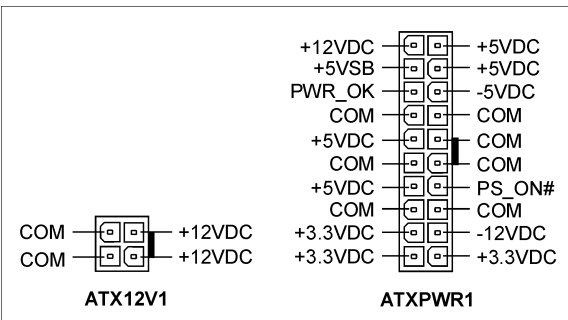 +12VDC +5VDC
+5VSB +5VDC
PWR_OK -5VDC
COM COM
+5VDC COM
COM COM
+5VDC PS_ON#
COM COM
+3.3VDC -12VDC
+3.3VDC +3.3VDC
COM +12VDC
COM +12VDC
ATX12V1 ATXPWR1